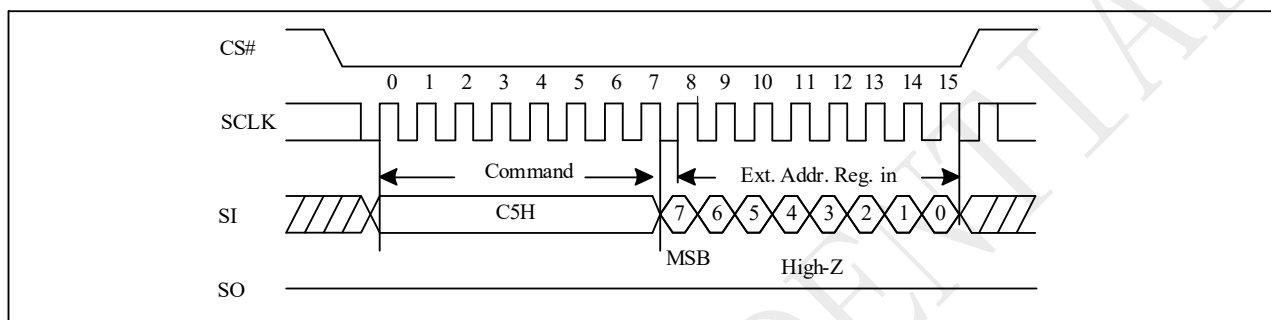 CS#
0 1 2 3 4 5 6 7 8 9 10 11 12 13 14 15
SCLK
Command Ext. Addr. Reg. in
SI C5H 7 6 5 4 3 2 1 0
MSB High-Z
SO